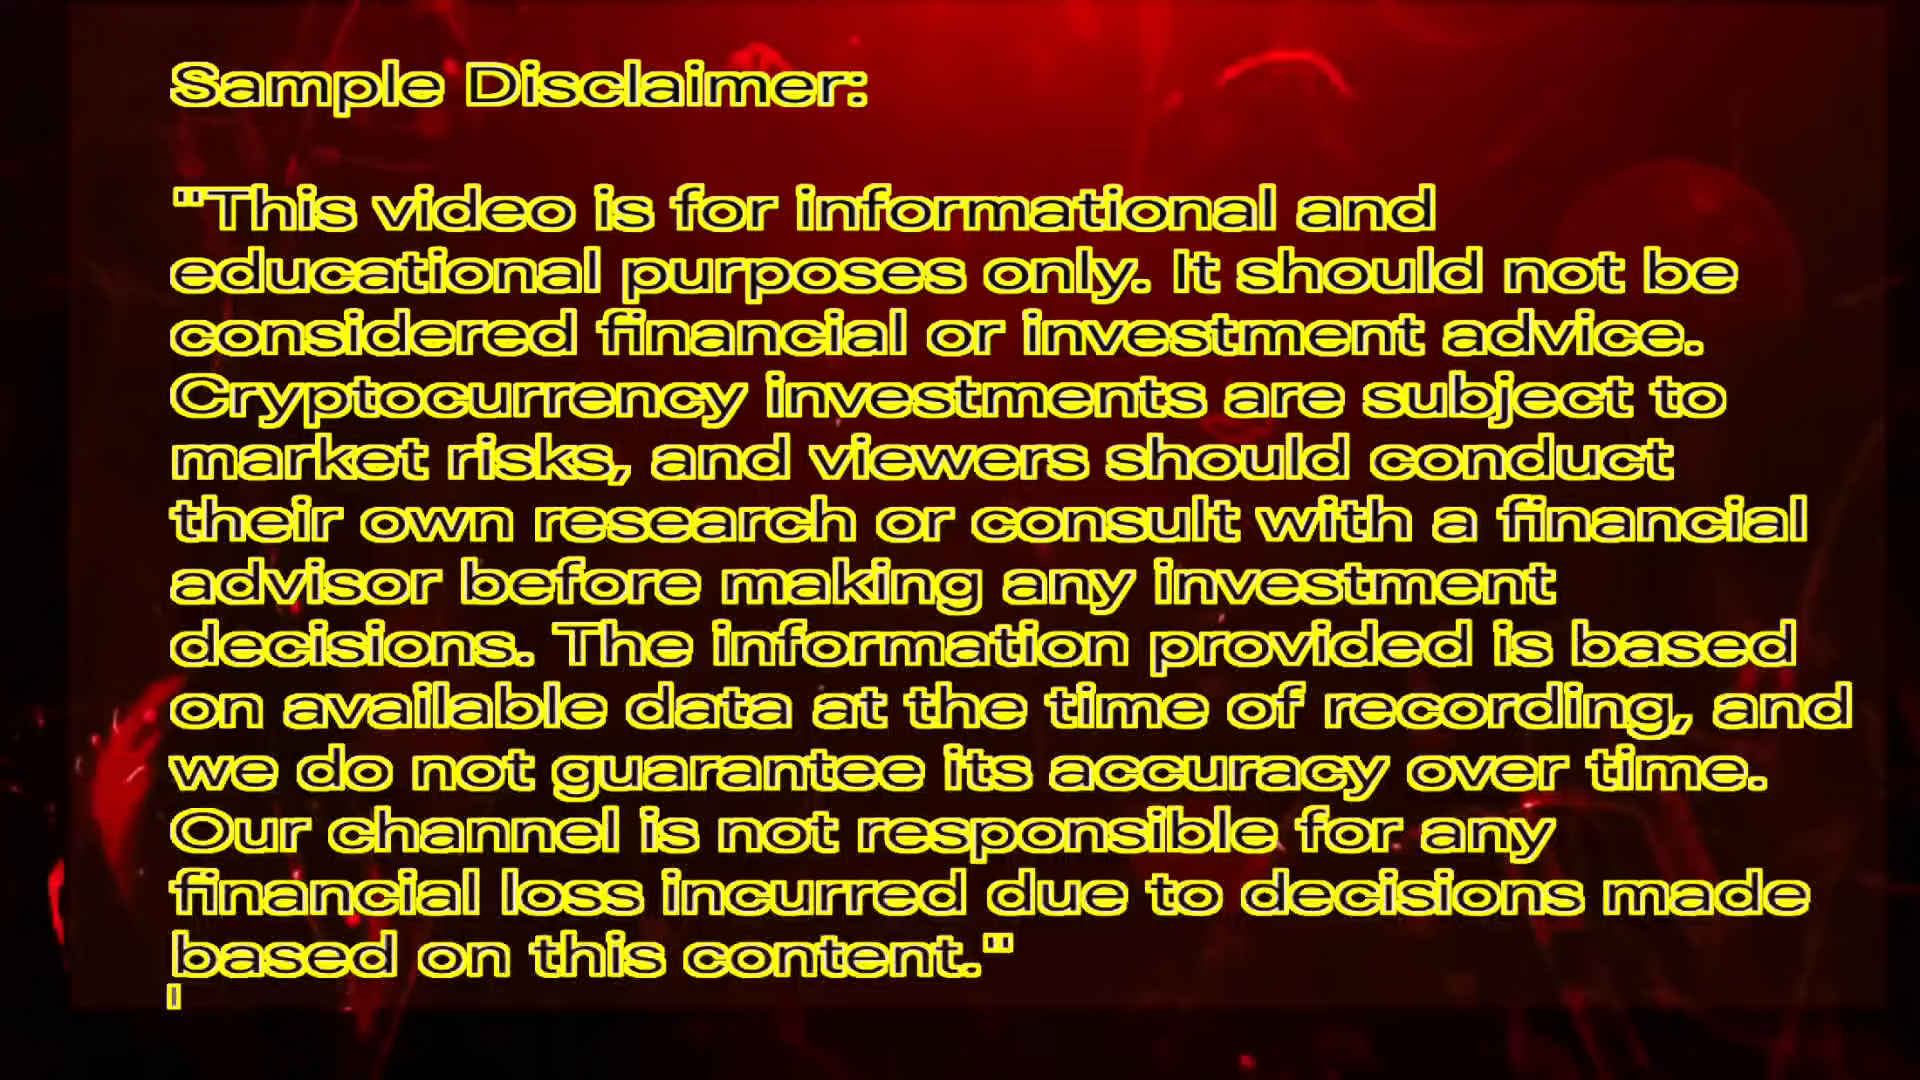 Sample Disclaimer:
"This video is for informational and
educational purposes only. It should not be
considered financial or investment advice.
Cryptocurrency investments are subject to
market risks, and viewers should conduct
their own research or consult with a financial
advisor before making any investment
decisions. The information provided is based
on available data at the time of recording, and
we do not guarantee its accuracy over time.
Our channel is not responsible for any
financial loss incurred due to decisions made
based on this content."